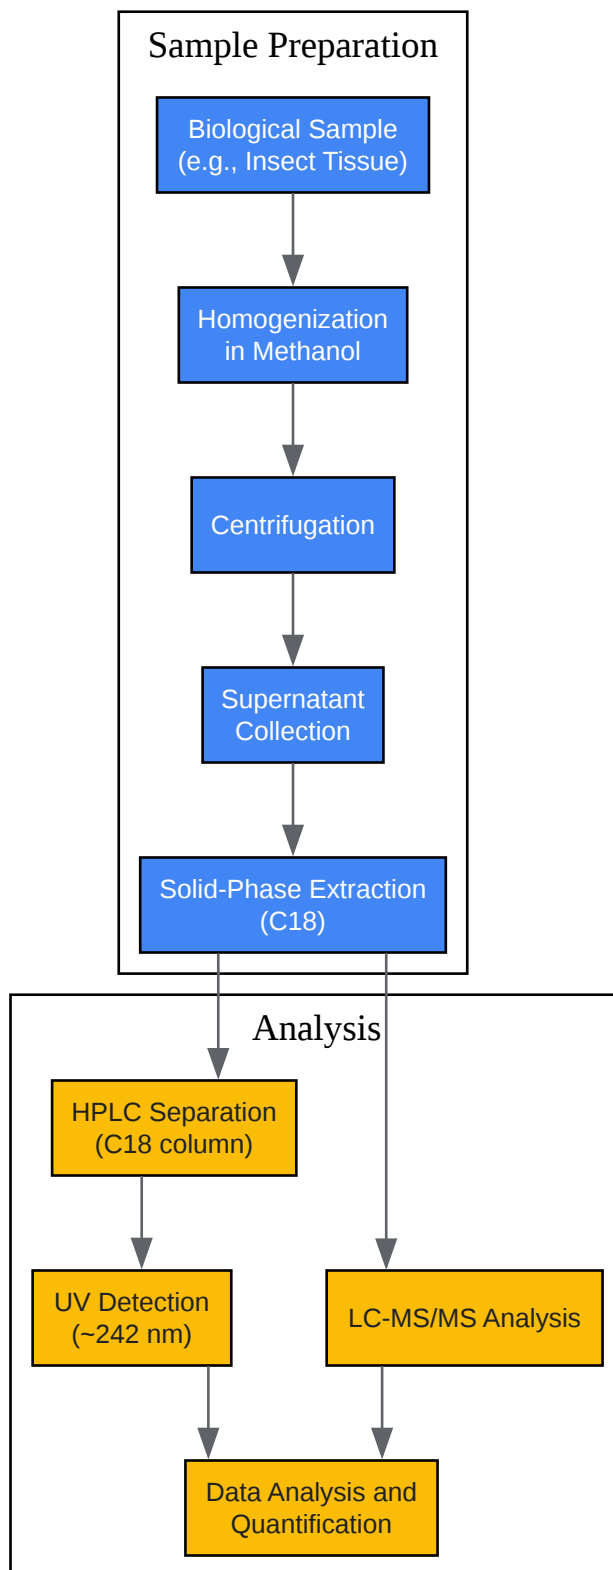 Sample Preparation
Biological Sample
(e.g., Insect Tissue)
Homogenization
in Methanol
Centrifugation
Supernatant
Collection
Solid-Phase Extraction
(C18)
Analysis
HPLC Separation
(C18 column)
UV Detection
(~242 nm)
LC-MS/MS Analysis
Data Analysis and
Quantification